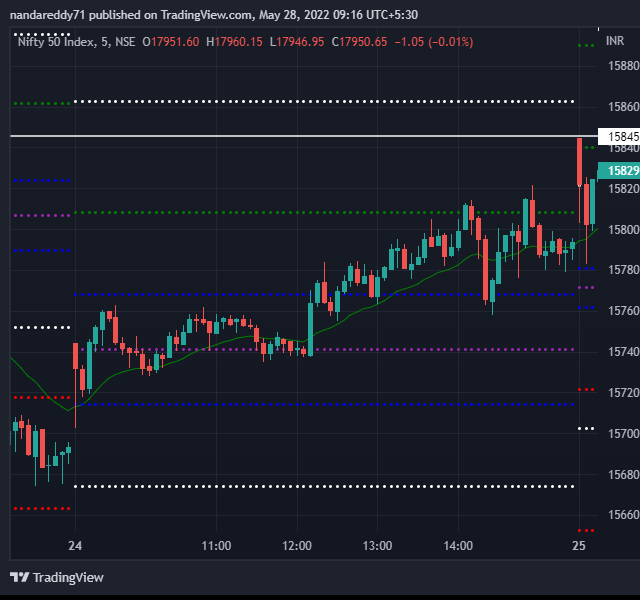 nandareddy71 published on TradingView.com, May 28, 2022 09:16 UTC+5:30
Nifty 50 Index, 5, NSE O17951.60 H17960.15 L17946.95 C17950.65 −1.05 (−0.01%)
INR
15880
15860
15845
15840
15829
15820
15800
15780
15760
15740
15720
15700
15680
15660
24 11:00 12:00 13:00 14:00 25
TradingView